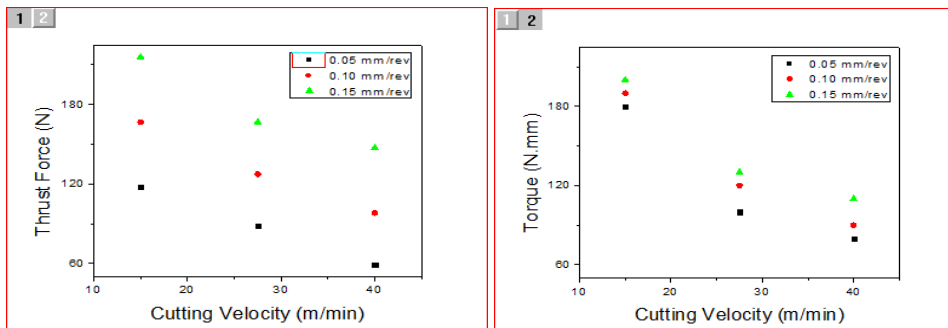 1 2
0.05 mm/rev
0.10 mm/rev
0.15 mm/rev
180
120
60
Thrust Force (N)
10 20 30 40
Cutting Velocity (m/min)
1 2
0.05 mm/rev
0.10 mm/rev
0.15 mm/rev
180
120
60
Torque (N.mm)
10 20 30 40
Cutting Velocity (m/min)